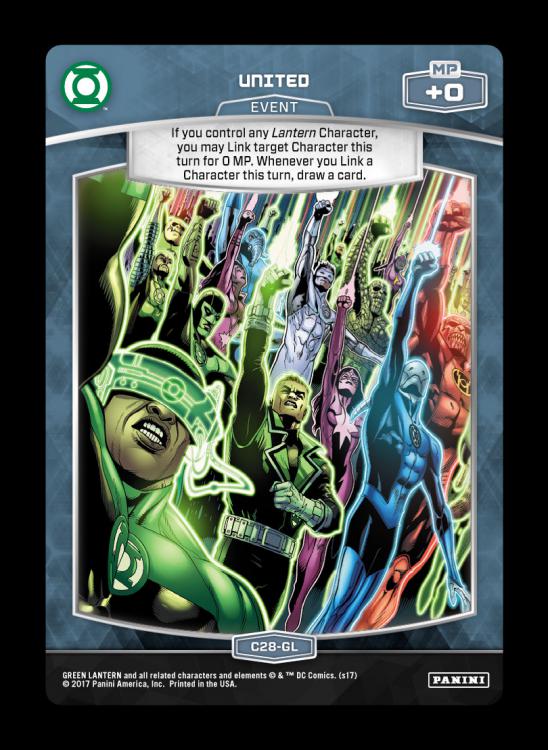 MP
+0
UNITED
EVENT
If you control any Lantern Character,
you may Link target Character this
turn for 0 MP. Whenever you Link a
Character this turn, draw a card.
C28-GL
GREEN LANTERN and all related characters and elements © & ™ DC Comics. (s17)
© 2017 Panini America, Inc. Printed in the USA.
PANINI